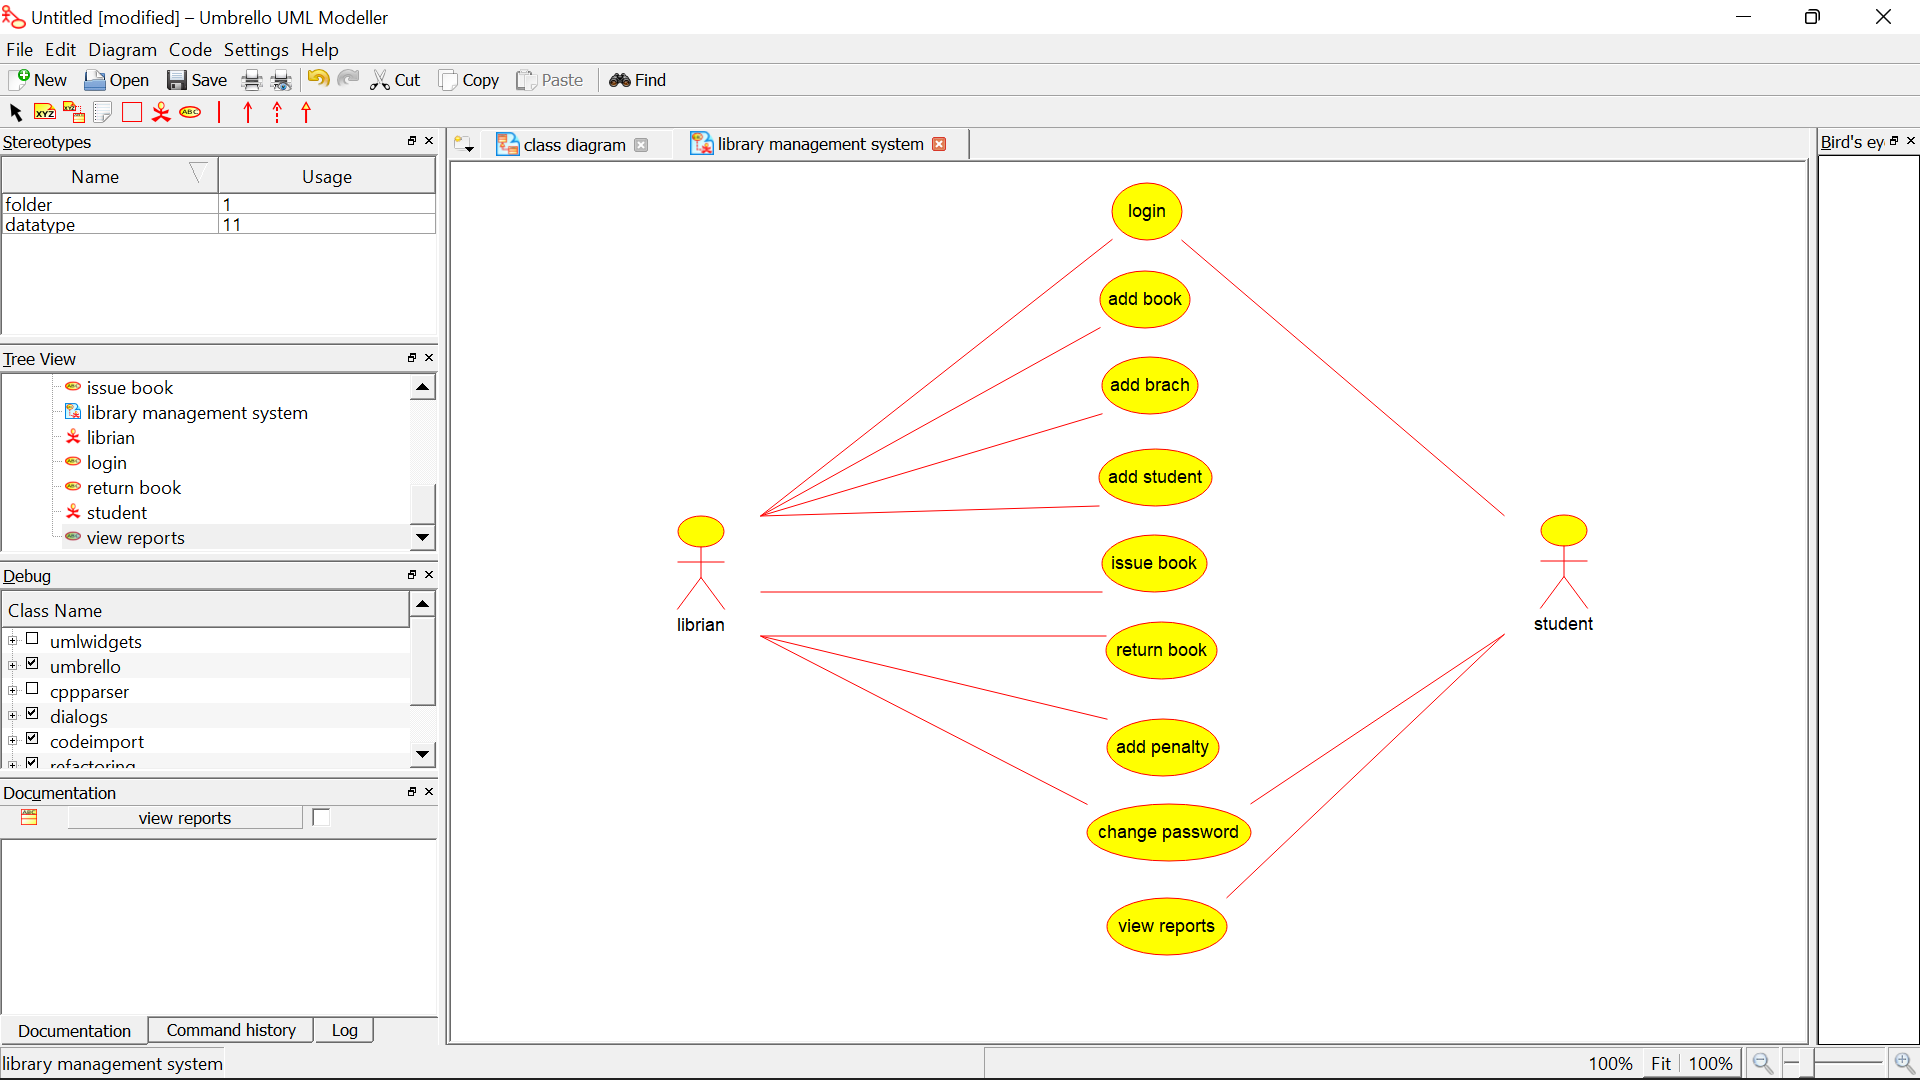 Untitled [modified] – Umbrello UML Modeller
File Edit Diagram Code Settings Help
New Open Save Cut Copy Paste Find
XYZ XYZ ABC
Stereotypes
Name Usage
folder 1
datatype 11
Tree View
issue book
library management system
librian
login
return book
student
view reports
Debug
Class Name
umlwidgets
umbrello
cppparser
dialogs
codeimport
refactoring
Documentation
view reports
Documentation Command history Log
library management system
class diagram library management system
login
add book
add brach
add student
issue book
return book
add penalty
change password
view reports
librian
student
Bird's ey
100% Fit 100%